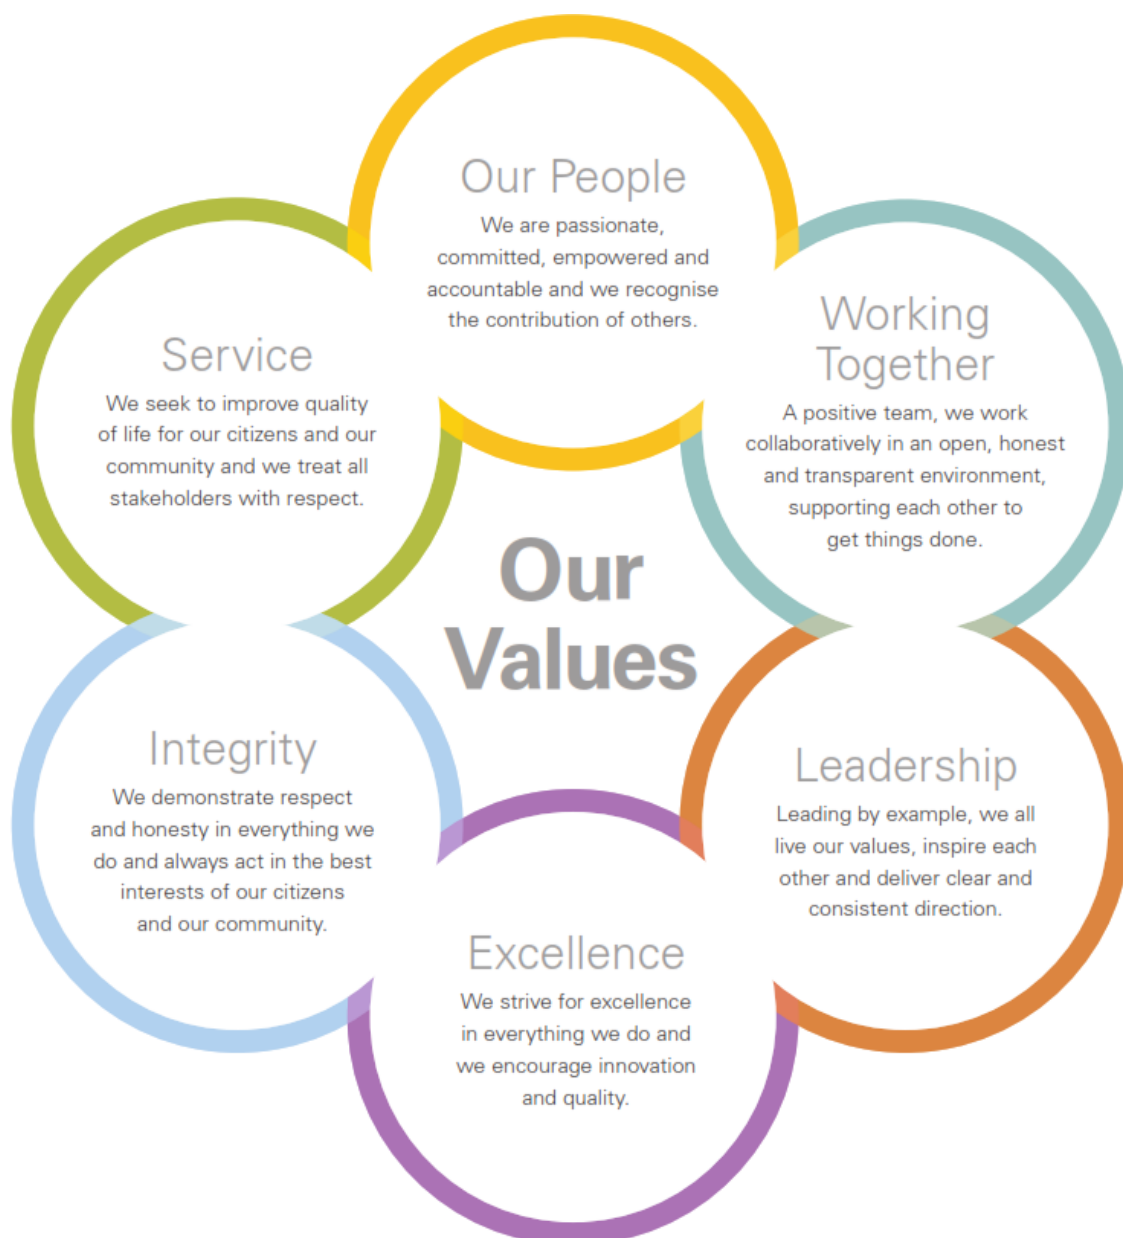 Our People
We are passionate,
committed, empowered and
accountable and we recognise
the contribution of others.
Working
Together
A positive team, we work
collaboratively in an open, honest
and transparent environment,
supporting each other to
get things done.
Service
We seek to improve quality
of life for our citizens and our
community and we treat all
stakeholders with respect.
Our
Values
Integrity
We demonstrate respect
and honesty in everything we
do and always act in the best
interests of our citizens
and our community.
Leadership
Leading by example, we all
live our values, inspire each
other and deliver clear and
consistent direction.
Excellence
We strive for excellence
in everything we do and
we encourage innovation
and quality.